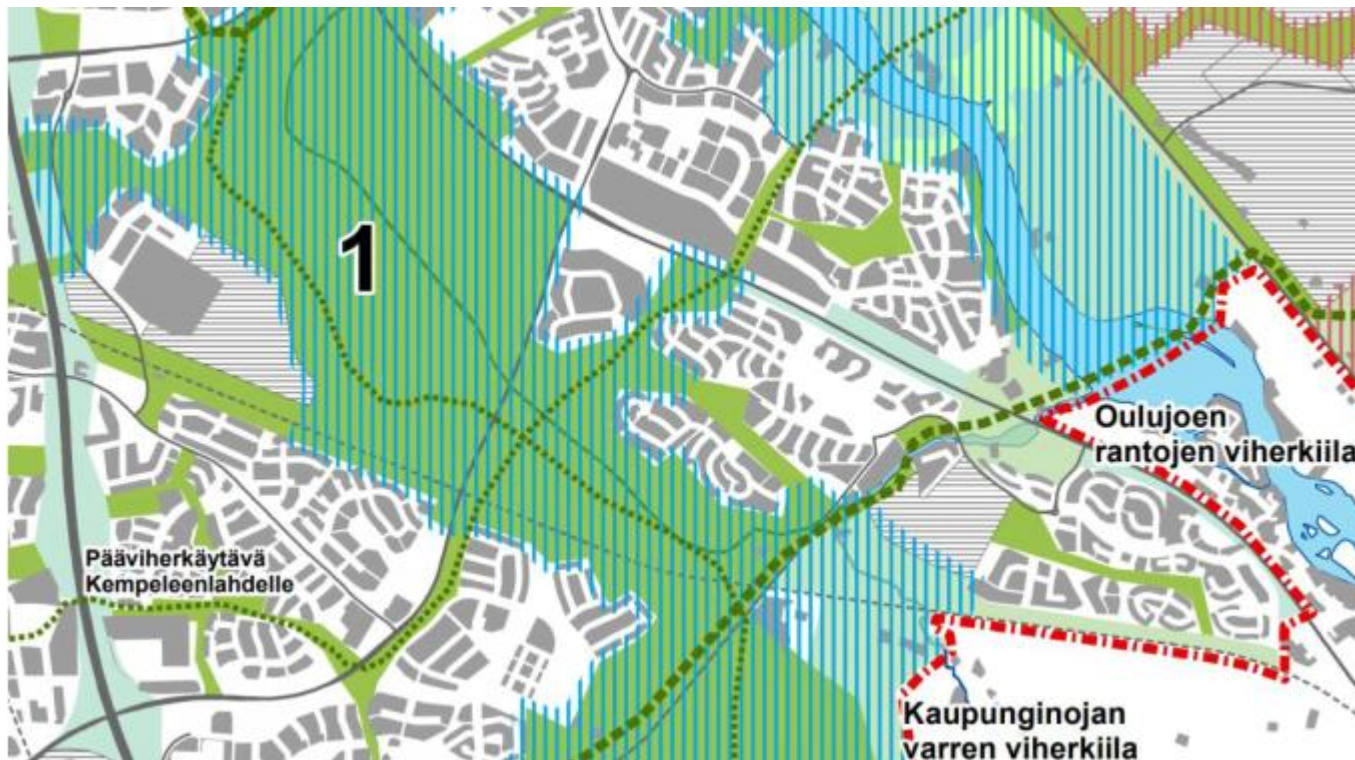 1
Oulujoen
rantojen viherkiila
Pääviherkäytävä
Kempeleenlahdelle
Kaupunginojan
varren viherkiila